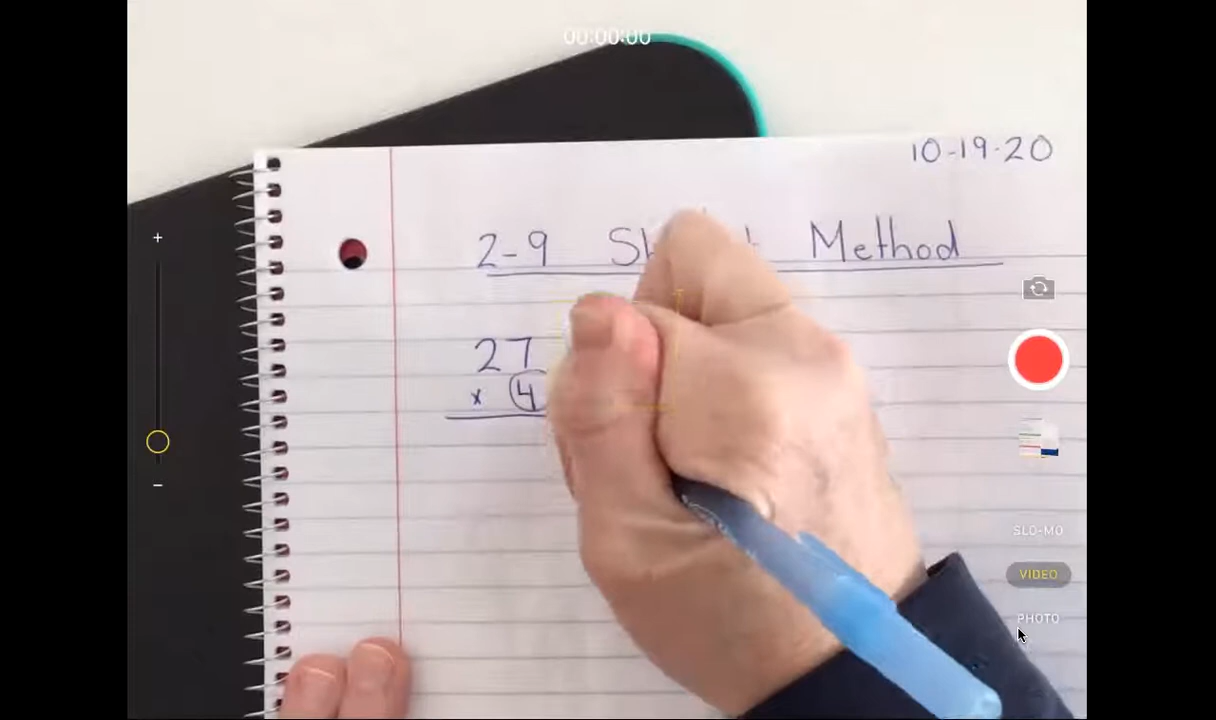 00:00:00
10-19-20
2-9 Method
27
x 4
SLO-MO
VIDEO
PHOTO